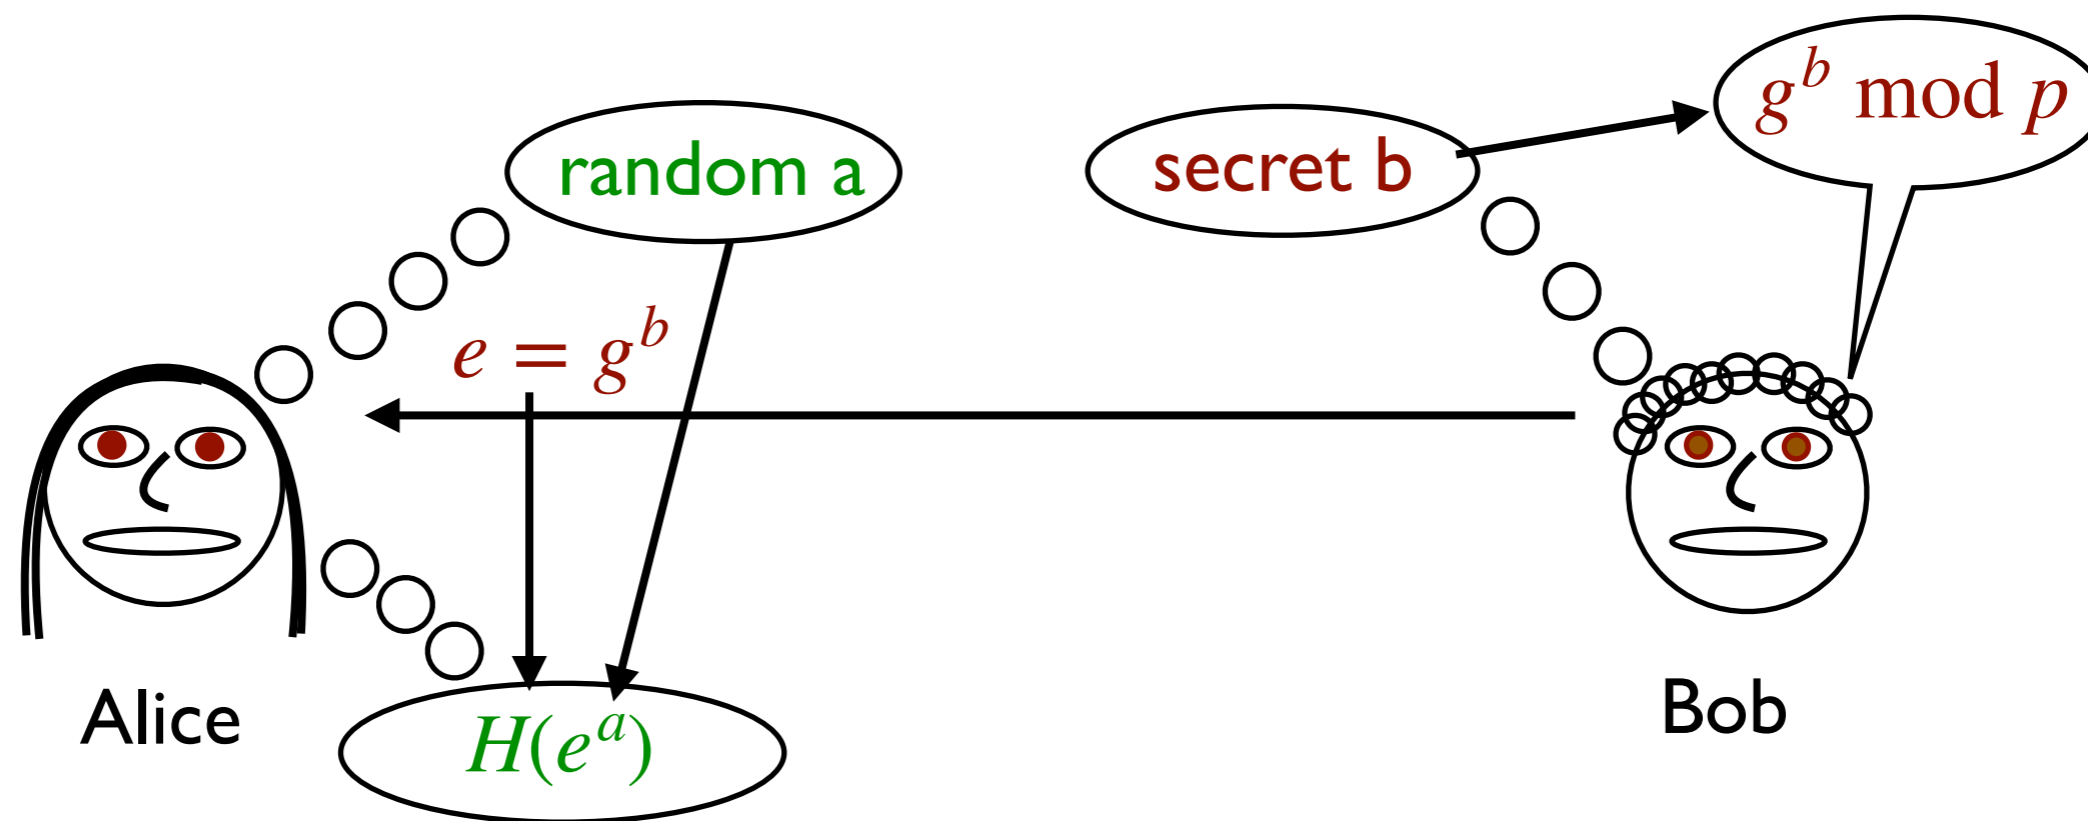 g^b mod p
random a
secret b
e = g^b
Alice
Bob
H(e^a)